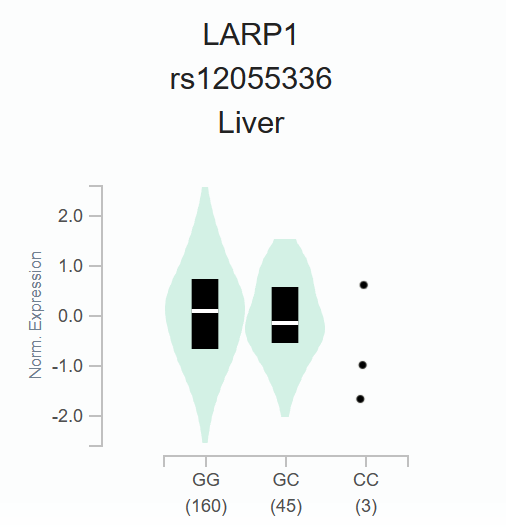 LARP1
rs12055336
Liver
Norm. Expression
2.0
1.0
0.0
-1.0
-2.0
GG GC CC
(160) (45) (3)